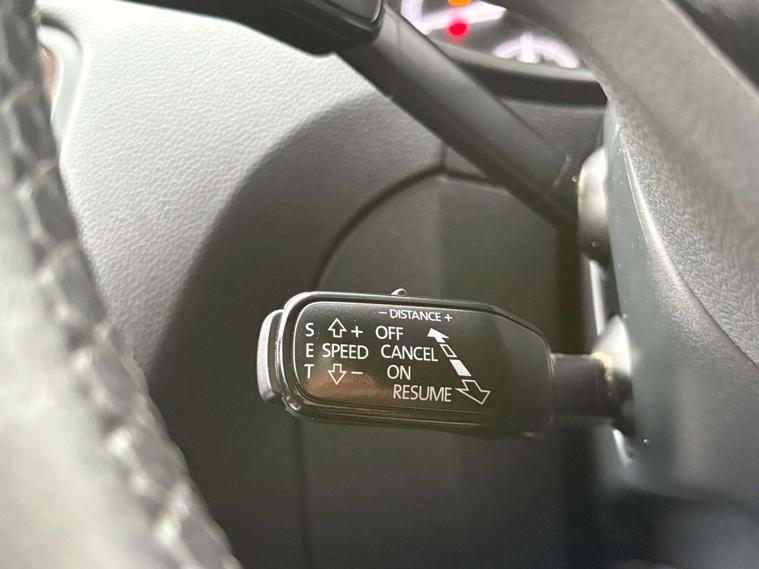 - DISTANCE +
S + OFF
E SPEED CANCEL
T - ON
RESUME